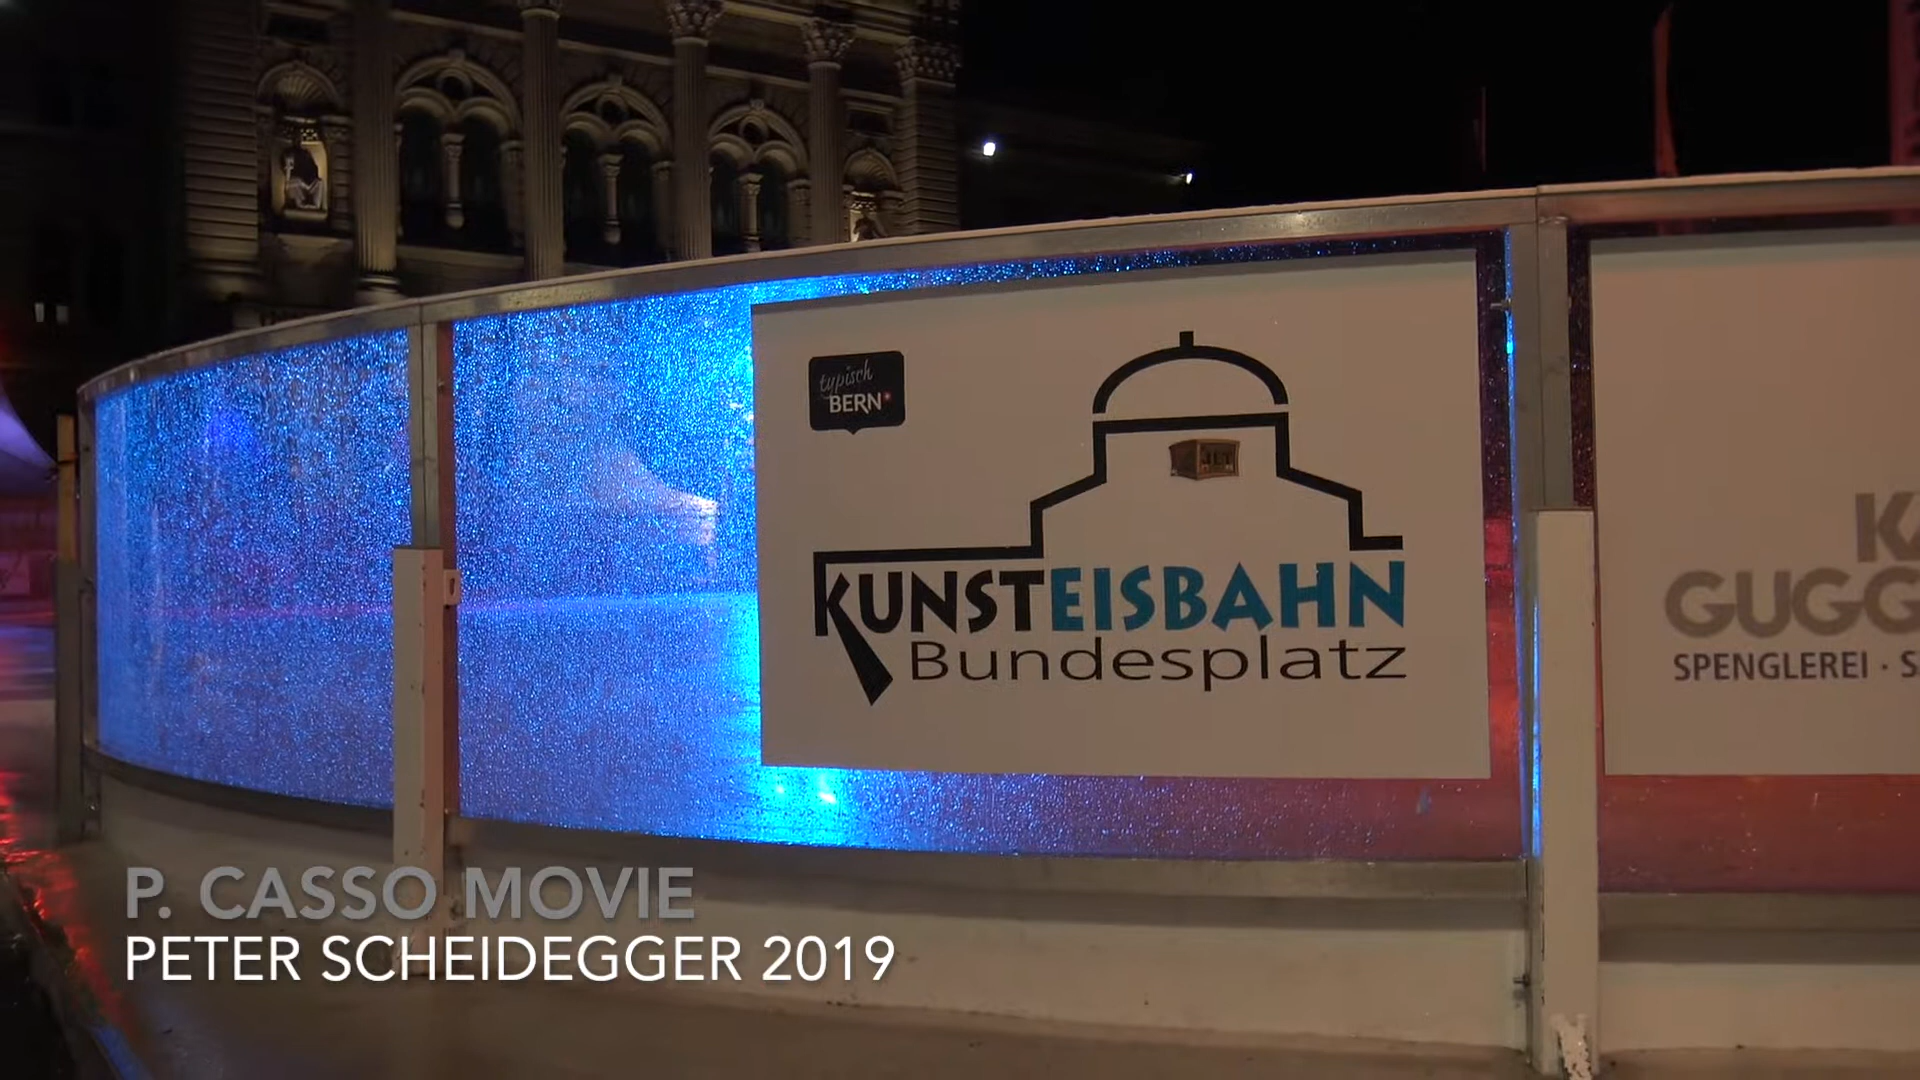 typisch
BERN
KUNSTEISBAHN
Bundesplatz
GUGG
SPENGLEREI · S
P. CASSO MOVIE
PETER SCHEIDEGGER 2019